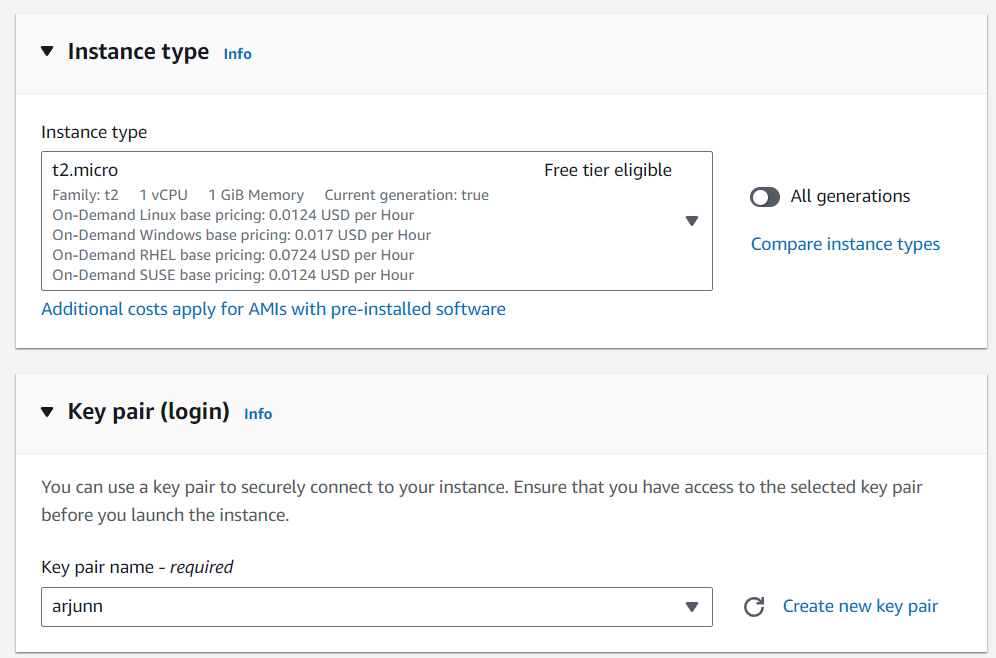 Instance type Info
Instance type
t2.micro Free tier eligible
Family: t2 1 vCPU 1 GiB Memory Current generation: true
On-Demand Linux base pricing: 0.0124 USD per Hour
On-Demand Windows base pricing: 0.017 USD per Hour
On-Demand RHEL base pricing: 0.0724 USD per Hour
On-Demand SUSE base pricing: 0.0124 USD per Hour
All generations
Compare instance types
Additional costs apply for AMIs with pre-installed software
Key pair (login) Info
You can use a key pair to securely connect to your instance. Ensure that you have access to the selected key pair
before you launch the instance.
Key pair name - required
arjunn
Create new key pair